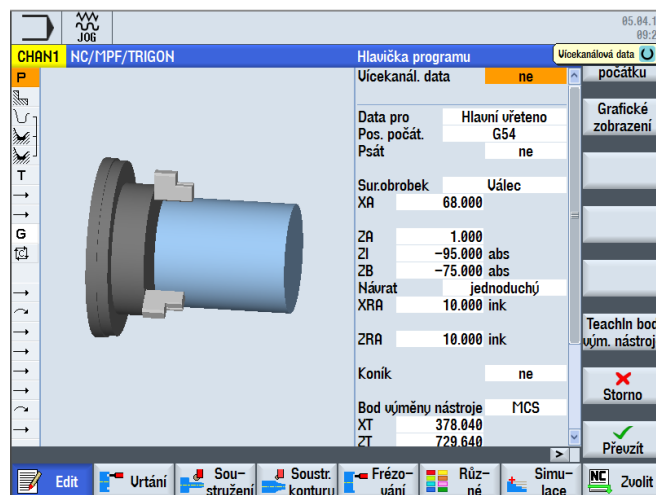 JOG
05.04.1
09:2
CHAN1 NC/MPF/TRIGON
Hlavička programu
Vícekanálová data
P
T
G
Vícekanál. data ne
Data pro Hlavní vřeteno
Pos. počát. G54
Psát ne
Sur.obrobek Válec
XA 68.000
ZA 1.000
ZI -95.000 abs
ZB -75.000 abs
Návrat jednoduchý
XRA 10.000 ink
ZRA 10.000 ink
Koník ne
Bod výměny nástroje MCS
XT 378.040
ZT 729.640
>
počátku
Grafické
zobrazení
TeachIn bod
vým. nástroj
Storno
Převzít
Edit
Vrtání
Sou-
stružení
Soustr.
konturu
Frézo-
vání
Růz-
né
Simu-
lace
NC
Zvolit